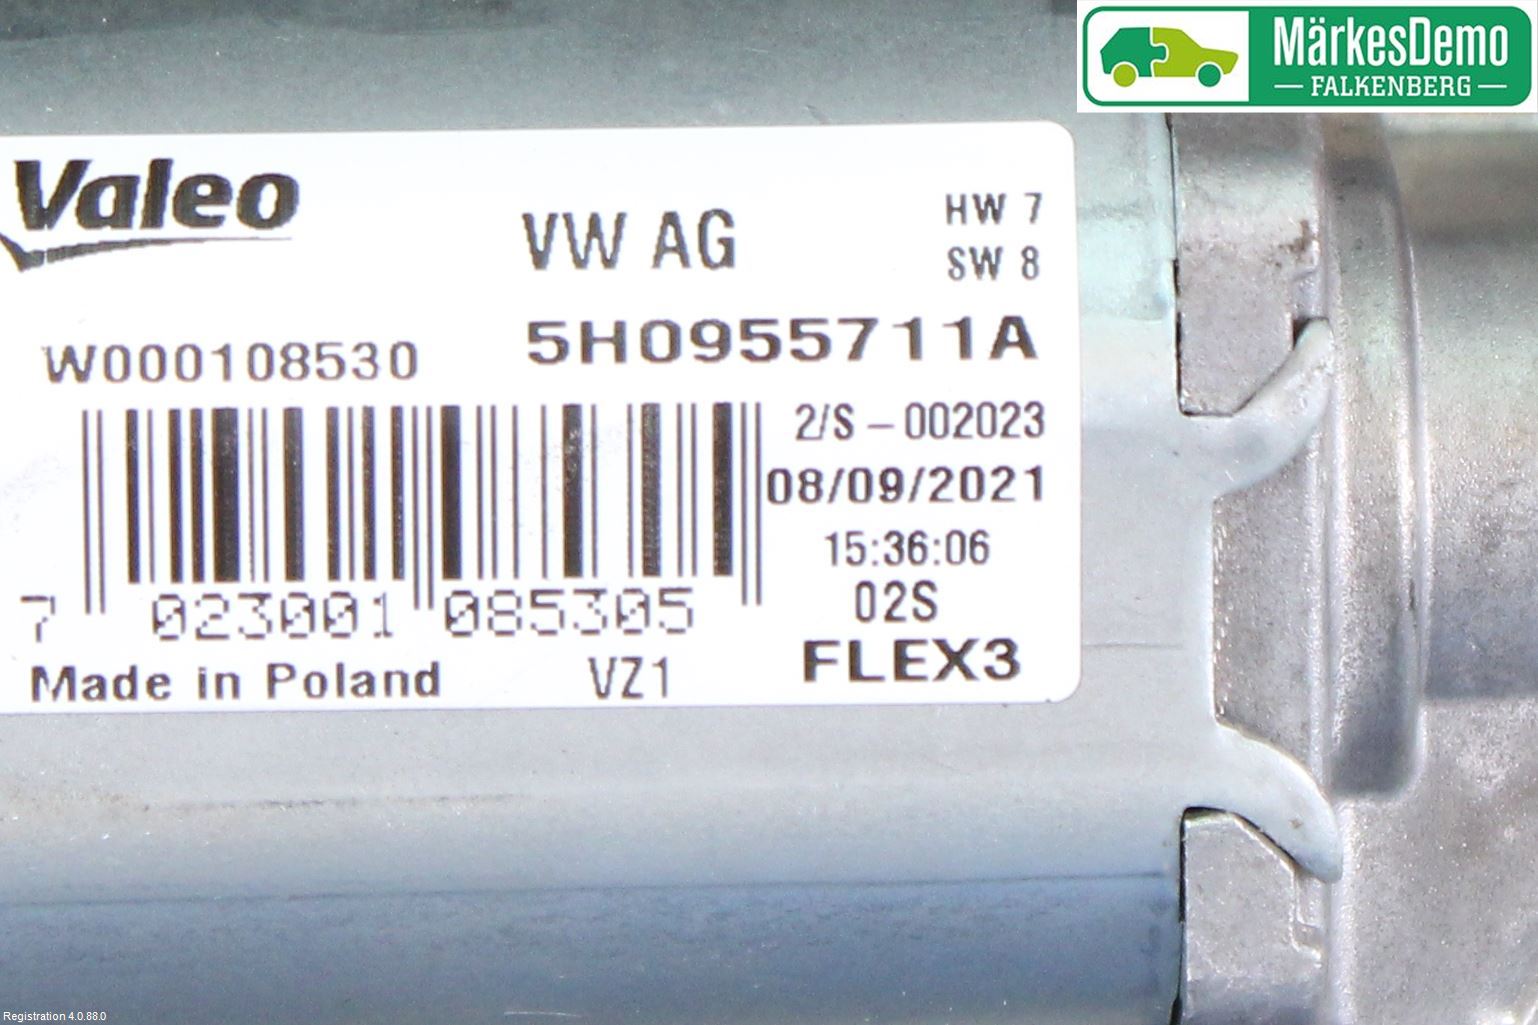 MärkesDemo
FALKENBERG
Valeo
VW AG
HW 7
SW 8
W000108530
5H0955711A
2/S – 002023
08/09/2021
15:36:06
02S
7 023001 085305
Made in Poland
VZ1
FLEX3
Registration 4.0.88.0